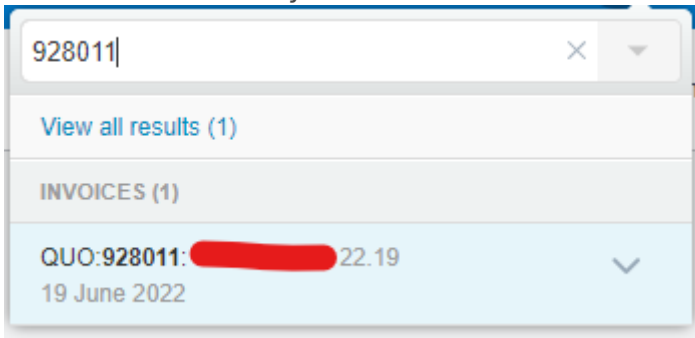 928011
View all results (1)
INVOICES (1)
QUO:928011: 22.19
19 June 2022